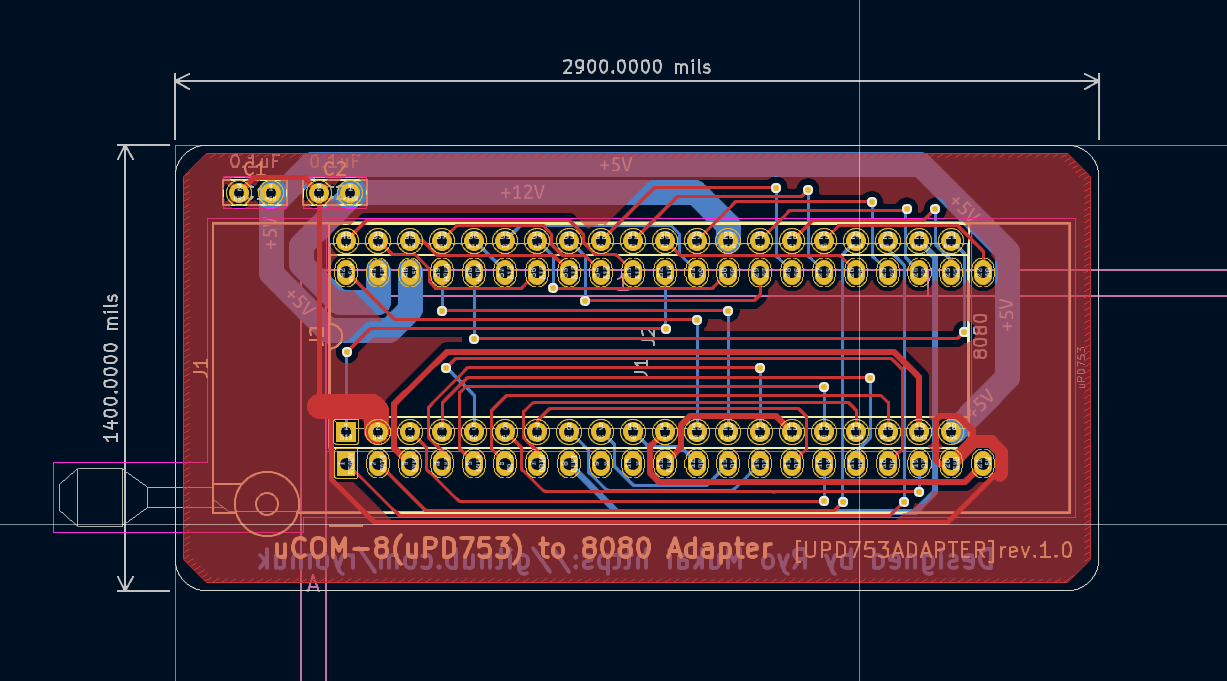 2900.0000 mils
0.1uF
0.1uF
C1
C2
+5V
+12V
+5V
+5V
+5V
+5V
1400.0000 mils
J1
J2
J1
8080
uPD753
+5V
uCOM-8(uPD753) to 8080 Adapter [UPD753ADAPTER]rev.1.0
Designed by Ryo Mukai https://github.com/ryomuk
A